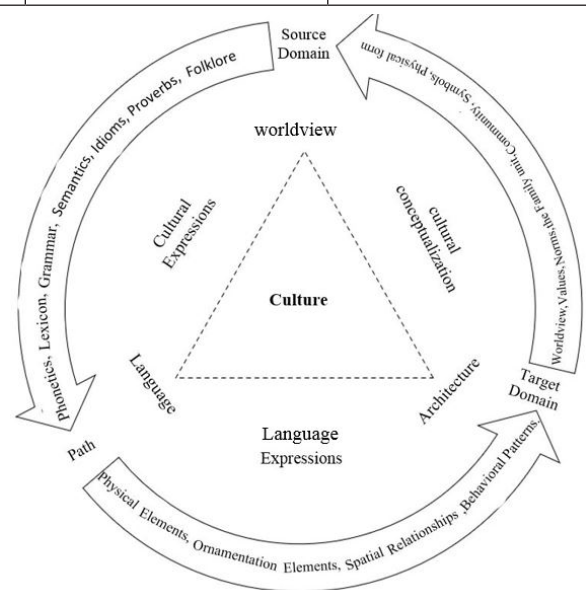 Source
Domain
Phonetics, Lexicon, Grammar, Semantics, Idioms, Proverbs, Folklore
Worldview, Values, Norms,the Family unit,Community, Symbols, Physical form
worldview
Cultural
Expressions
cultural
conceptualization
Culture
Language
Architecture
Target
Domain
Language
Expressions
Path
Physical Elements, Ornamentation Elements, Spatial Relationships ,Behavioral Patterns.